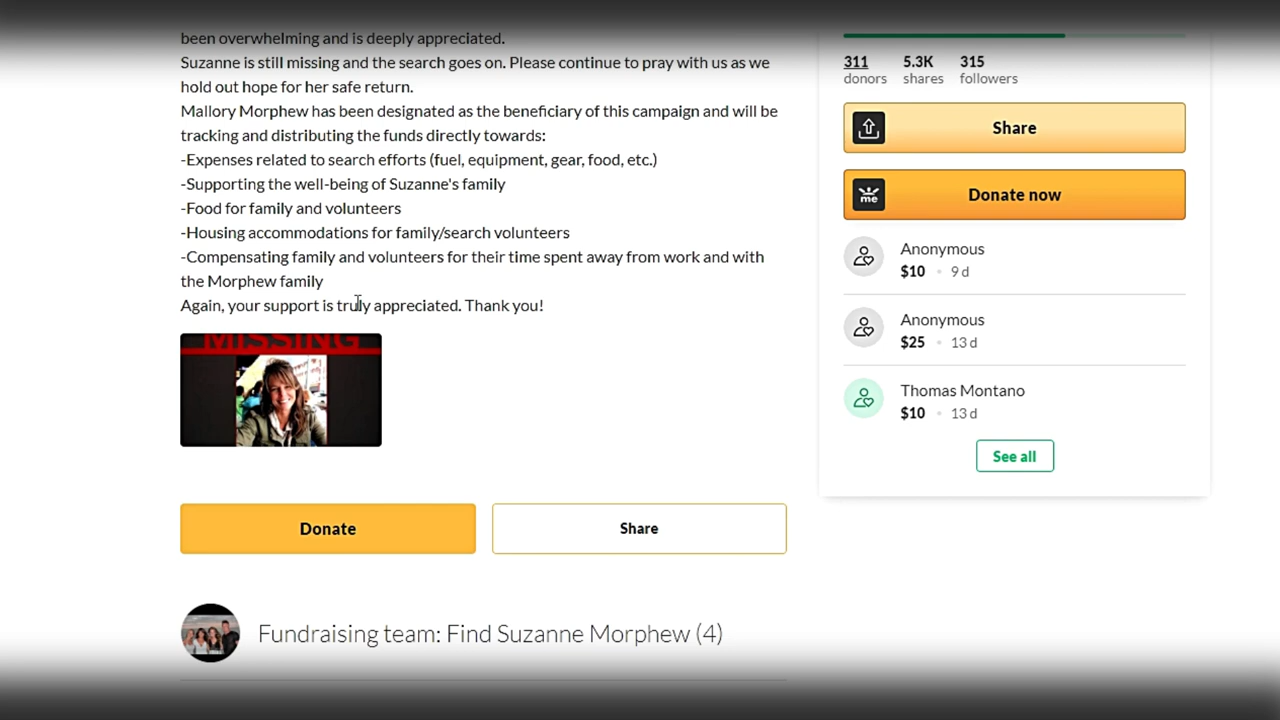 been overwhelming and is deeply appreciated.
Suzanne is still missing and the search goes on. Please continue to pray with us as we
hold out hope for her safe return.
Mallory Morphew has been designated as the beneficiary of this campaign and will be
tracking and distributing the funds directly towards:
-Expenses related to search efforts (fuel, equipment, gear, food, etc.)
-Supporting the well-being of Suzanne's family
-Food for family and volunteers
-Housing accommodations for family/search volunteers
-Compensating family and volunteers for their time spent away from work and with
the Morphew family
Again, your support is truly appreciated. Thank you!
MISSING
Donate
Share
Fundraising team: Find Suzanne Morphew (4)
311 5.3K 315
donors shares followers
Share
me
Donate now
Anonymous
$10 • 9 d
Anonymous
$25 • 13 d
Thomas Montano
$10 • 13 d
See all